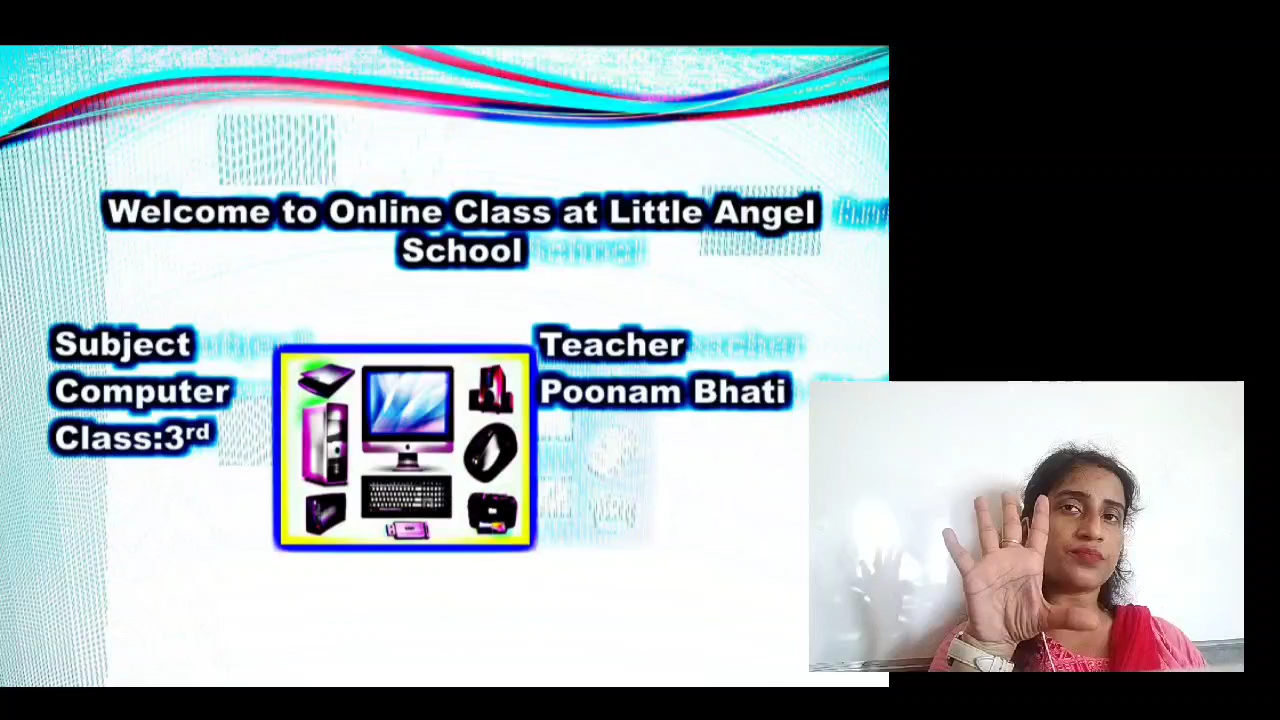 Welcome to Online Class at Little Angel
School
Subject
Computer
Class:3rd
Teacher
Poonam Bhati